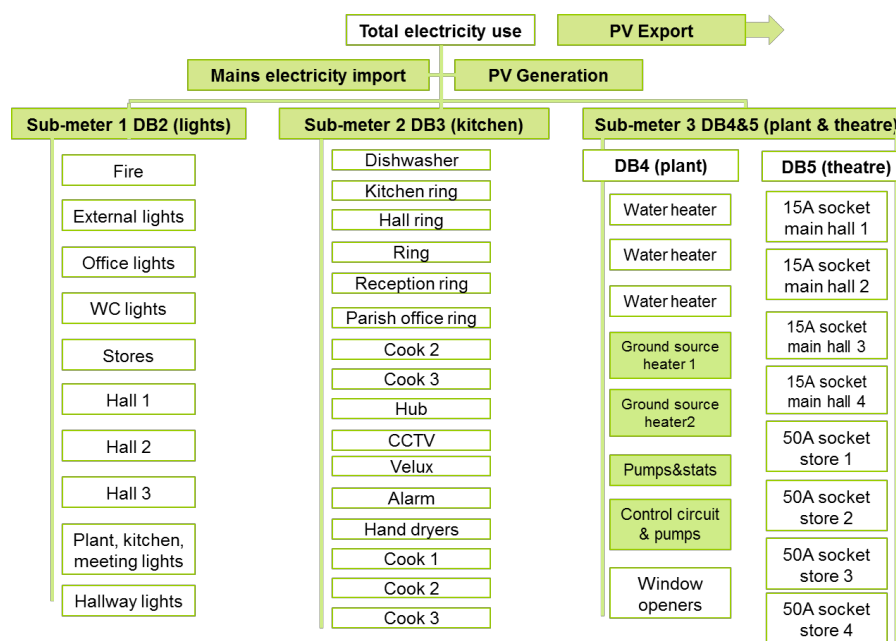 Total electricity use
PV Export
Mains electricity import
PV Generation
Sub-meter 1 DB2 (lights)
Fire
External lights
Office lights
WC lights
Stores
Hall 1
Hall 2
Hall 3
Plant, kitchen,
meeting lights
Hallway lights
Sub-meter 2 DB3 (kitchen)
Dishwasher
Kitchen ring
Hall ring
Ring
Reception ring
Parish office ring
Cook 2
Cook 3
Hub
CCTV
Velux
Alarm
Hand dryers
Cook 1
Cook 2
Cook 3
Sub-meter 3 DB4&5 (plant & theatre)
DB4 (plant)
Water heater
Water heater
Water heater
Ground source
heater 1
Ground source
heater2
Pumps&stats
Control circuit
& pumps
Window
openers
DB5 (theatre)
15A socket
main hall 1
15A socket
main hall 2
15A socket
main hall 3
15A socket
main hall 4
50A socket
store 1
50A socket
store 2
50A socket
store 3
50A socket
store 4